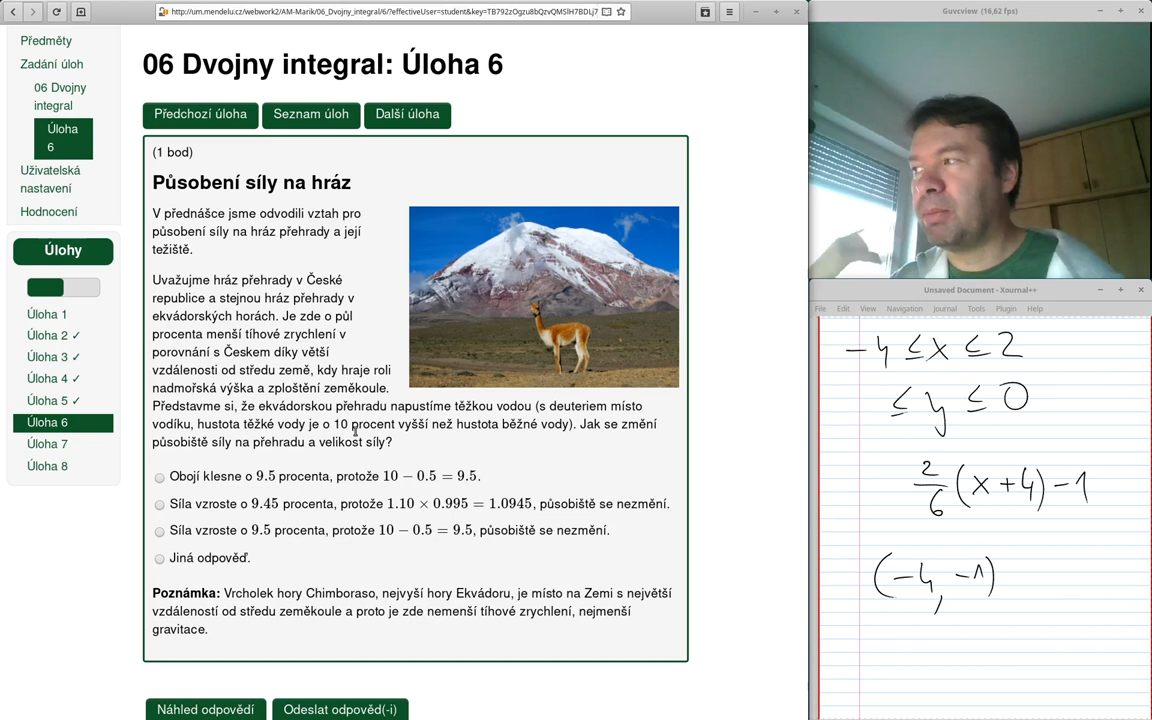 http://um.mendelu.cz/webwork2/AM-Marik/06_Dvojny_integral/6/?effectiveUser=student&key=TB792zOgzu8bQzvQMSlH7BDLj7
Guvcview (16,62 fps)
Předměty
Zadání úloh
06 Dvojny
integral
Úloha
6
Uživatelská
nastavení
Hodnocení
Úlohy
Úloha 1
Úloha 2 ✓
Úloha 3 ✓
Úloha 4 ✓
Úloha 5 ✓
Úloha 6
Úloha 7
Úloha 8
06 Dvojny integral: Úloha 6
Předchozí úloha
Seznam úloh
Další úloha
(1 bod)
Působení síly na hráz
V přednášce jsme odvodili vztah pro
působení síly na hráz přehrady a její
težiště.
Uvažujme hráz přehrady v České
republice a stejnou hráz přehrady v
ekvádorských horách. Je zde o půl
procenta menší tíhové zrychlení v
porovnání s Českem díky větší
vzdálenosti od středu země, kdy hraje roli
nadmořská výška a zploštění zeměkoule.
Představme si, že ekvádorskou přehradu napustíme těžkou vodou (s deuteriem místo
vodíku, hustota těžké vody je o 10 procent vyšší než hustota běžné vody). Jak se změní
působiště síly na přehradu a velikost síly?
Obojí klesne o 9.5 procenta, protože 10 − 0.5 = 9.5.
Síla vzroste o 9.45 procenta, protože 1.10 × 0.995 = 1.0945, působiště se nezmění.
Síla vzroste o 9.5 procenta, protože 10 − 0.5 = 9.5, působiště se nezmění.
Jiná odpověď.
Poznámka: Vrcholek hory Chimboraso, nejvyší hory Ekvádoru, je místo na Zemi s největší
vzdáleností od středu zeměkoule a proto je zde nemenší tíhové zrychlení, nejmenší
gravitace.
Náhled odpovědí
Odeslat odpověď(-i)
Unsaved Document - Xournal++
File Edit View Navigation Journal Tools Plugin Help
-4 ≤ x ≤ 2
≤ y ≤ 0
2/6 (x+4) -1
(-4, -1)